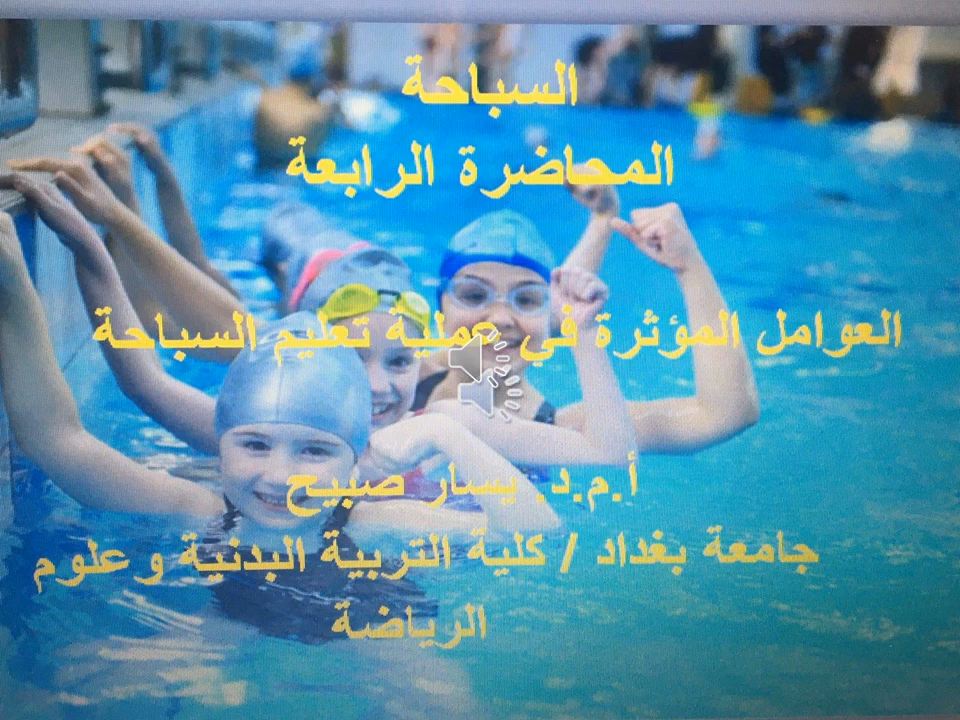 السباحة
المحاضرة الرابعة
العوامل المؤثرة في عملية تعليم السباحة
أ.م.د. يسار صبيح
جامعة بغداد / كلية التربية البدنية وعلوم
الرياضة